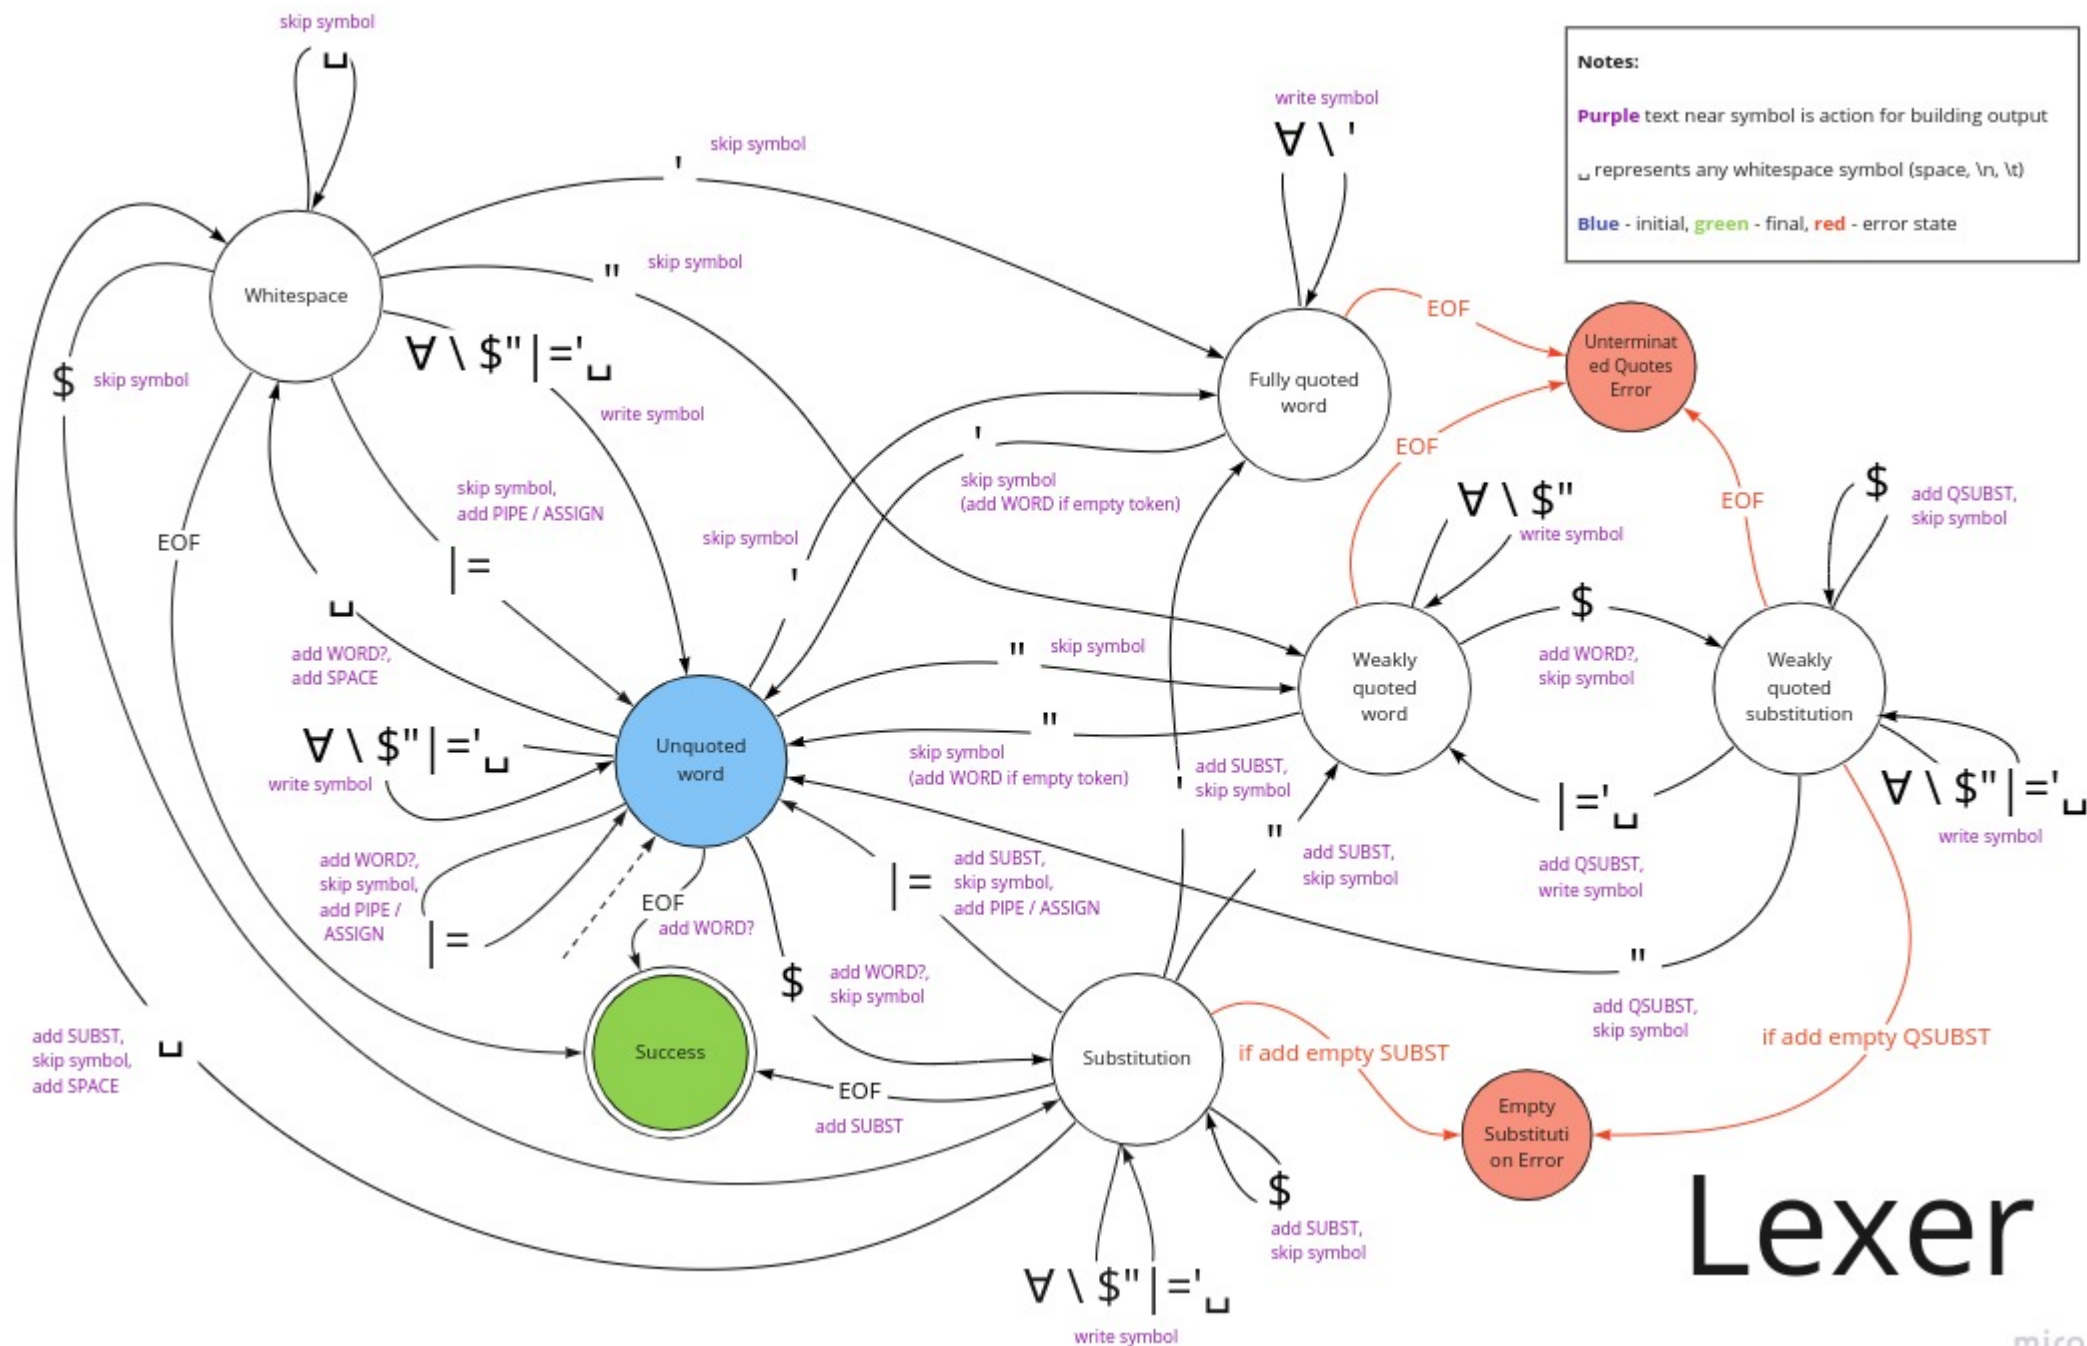 skip symbol
␣
Notes:
Purple text near symbol is action for building output
␣ represents any whitespace symbol (space, \n, \t)
Blue - initial, green - final, red - error state
write symbol
∀ \ '
' skip symbol
" skip symbol
Whitespace
∀ \ $"|='␣
write symbol
$ skip symbol
EOF
Unterminat
ed Quotes
Error
Fully quoted
word
EOF
'
skip symbol
(add WORD if empty token)
skip symbol,
add PIPE / ASSIGN
|=
EOF
skip symbol
'
∀ \ $"
write symbol
EOF
$
add QSUBST,
skip symbol
␣
add WORD?,
add SPACE
" skip symbol
$
add WORD?,
skip symbol
Weakly
quoted
word
Weakly
quoted
substitution
∀ \ $"|='␣
write symbol
Unquoted
word
"
skip symbol
(add WORD if empty token)
'
add SUBST,
skip symbol
|='␣
add QSUBST,
write symbol
∀ \ $"|='␣
write symbol
add WORD?,
skip symbol,
add PIPE /
ASSIGN
|=
EOF
add WORD?
|=
add SUBST,
skip symbol,
add PIPE / ASSIGN
"
add SUBST,
skip symbol
$
add WORD?,
skip symbol
"
add QSUBST,
skip symbol
add SUBST,
skip symbol,
add SPACE
␣
Success
EOF
add SUBST
Substitution
if add empty SUBST
if add empty QSUBST
Empty
Substituti
on Error
$
add SUBST,
skip symbol
∀ \ $"|='␣
write symbol
Lexer
miro